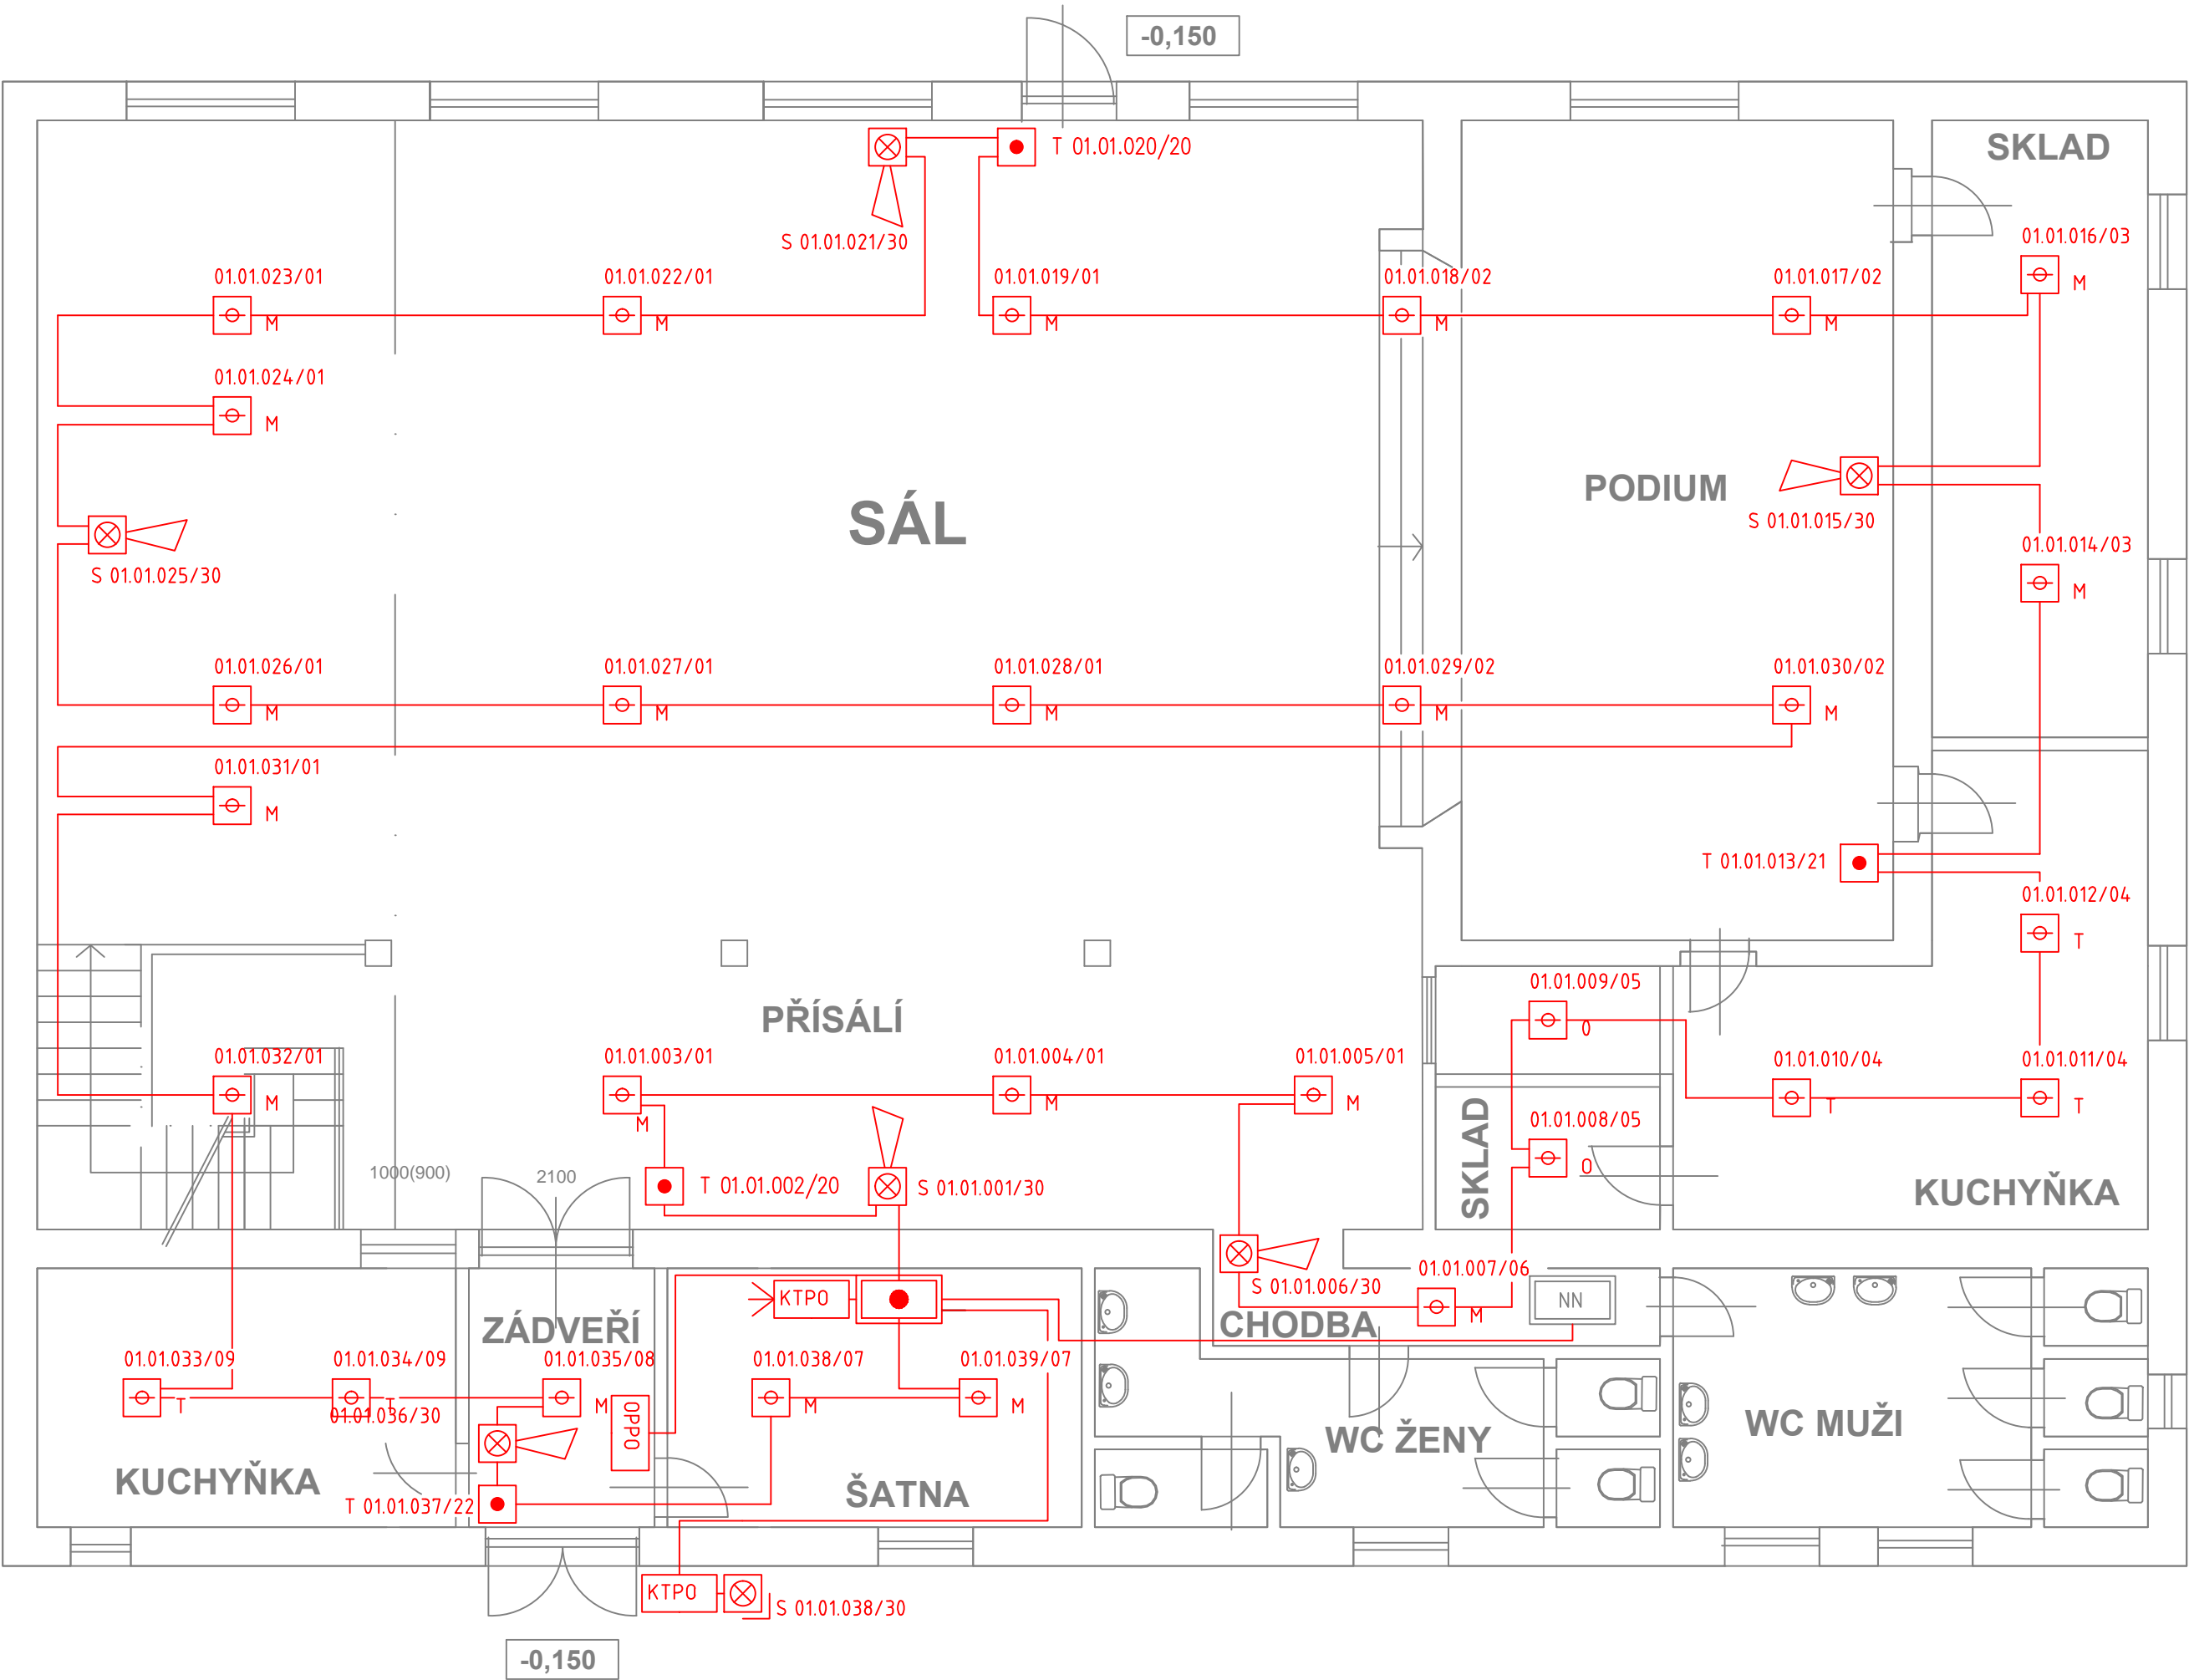 -0,150
SKLAD
T 01.01.020/20
S 01.01.021/30
01.01.016/03
M
01.01.023/01
M
01.01.022/01
M
01.01.019/01
M
01.01.018/02
M
01.01.017/02
M
01.01.024/01
M
SÁL
PODIUM
S 01.01.015/30
01.01.014/03
M
S 01.01.025/30
01.01.026/01
M
01.01.027/01
M
01.01.028/01
M
01.01.029/02
M
01.01.030/02
M
01.01.031/01
M
T 01.01.013/21
01.01.012/04
T
PŘÍSÁLÍ
01.01.009/05
O
01.01.032/01
M
01.01.003/01
M
01.01.004/01
M
01.01.005/01
M
01.01.010/04
T
01.01.011/04
T
SKLAD
01.01.008/05
O
1000(900)
2100
T 01.01.002/20
S 01.01.001/30
KUCHYŇKA
S 01.01.006/30
01.01.007/06
M
NN
KTPO
ZÁDVEŘÍ
CHODBA
01.01.033/09
T
01.01.034/09
T
01.01.035/08
M
01.01.038/07
M
01.01.039/07
M
01.01.036/30
OPPO
WC ŽENY
WC MUŽI
KUCHYŇKA
ŠATNA
T 01.01.037/22
KTPO
S 01.01.038/30
-0,150